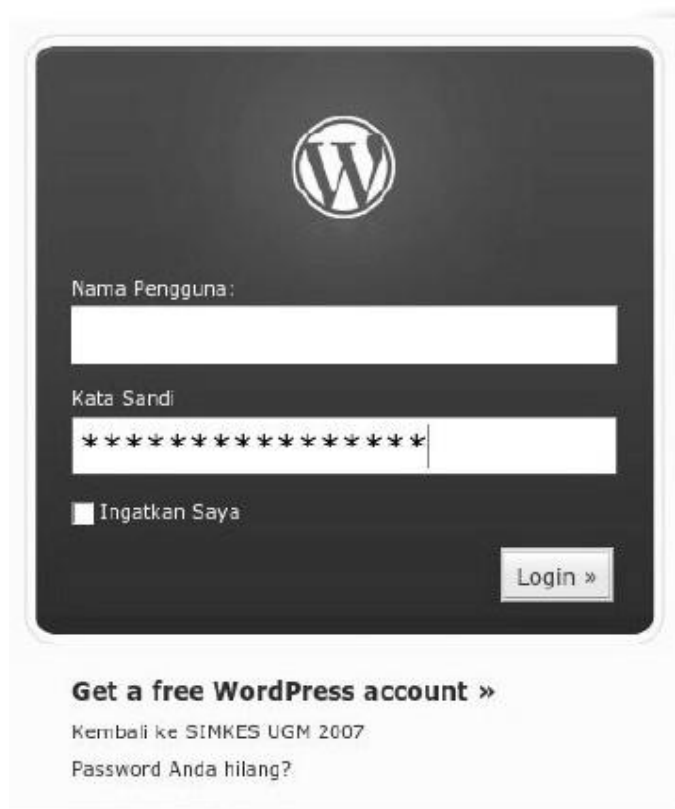 Nama Pengguna:
Kata Sandi
****************
Ingatkan Saya
Login »
Get a free WordPress account »
Kembali ke SIMKES UGM 2007
Password Anda hilang?